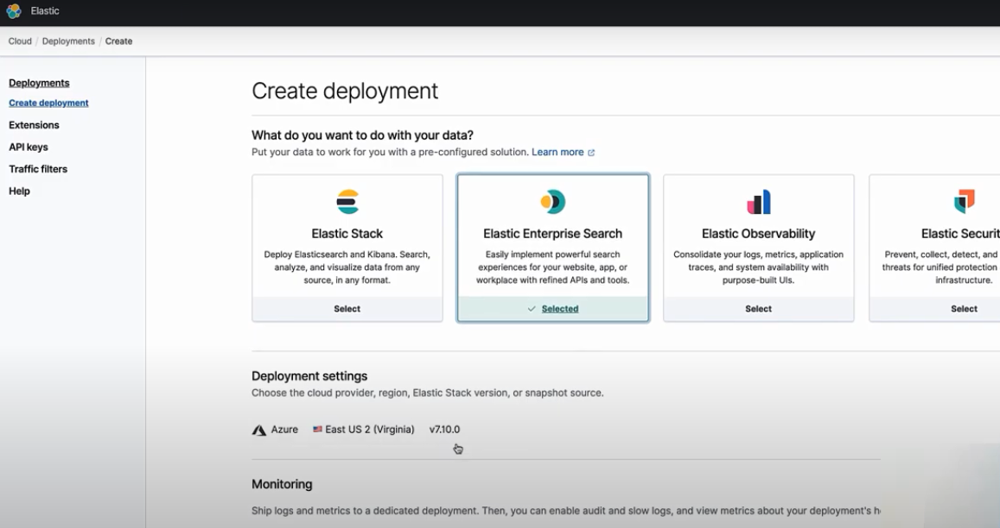 Elastic
Cloud / Deployments / Create
Deployments
Create deployment
Extensions
API keys
Traffic filters
Help
Create deployment
What do you want to do with your data?
Put your data to work for you with a pre-configured solution. Learn more
Elastic Stack
Deploy Elasticsearch and Kibana. Search,
analyze, and visualize data from any
source, in any format.
Select
Elastic Enterprise Search
Easily implement powerful search
experiences for your website, app, or
workplace with refined APIs and tools.
Selected
Elastic Observability
Consolidate your logs, metrics, application
traces, and system availability with
purpose-built UIs.
Select
Elastic Securit
Prevent, collect, detect, and
threats for unified protection
infrastructure.
Select
Deployment settings
Choose the cloud provider, region, Elastic Stack version, or snapshot source.
Azure East US 2 (Virginia) v7.10.0
Monitoring
Ship logs and metrics to a dedicated deployment. Then, you can enable audit and slow logs, and view metrics about your deployment's h